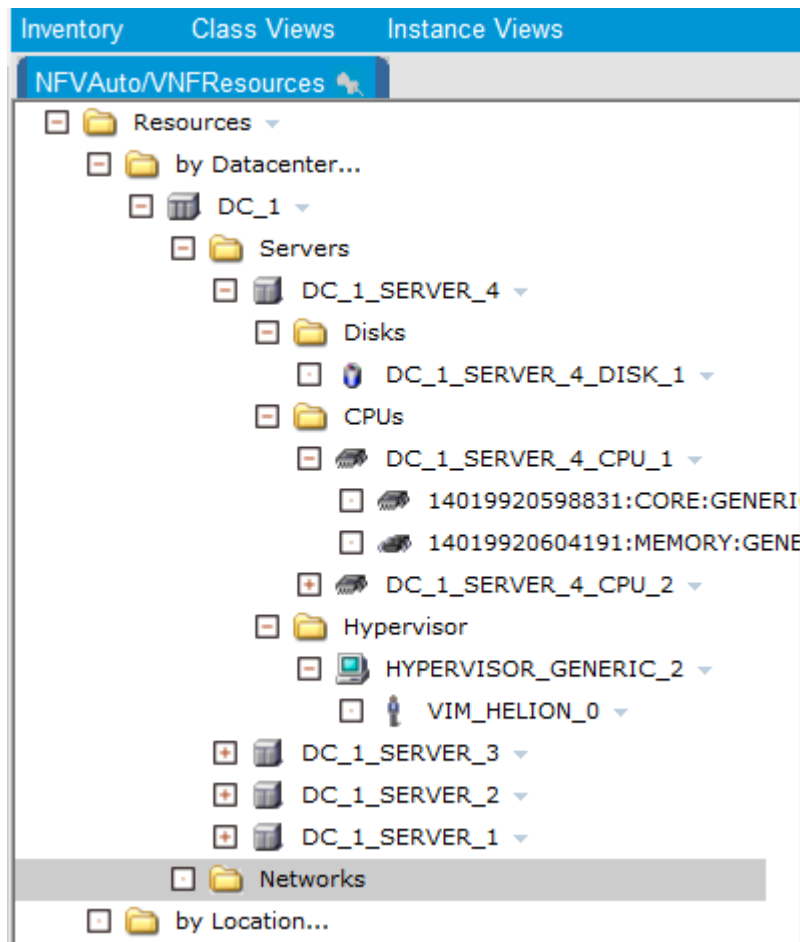 Inventory Class Views Instance Views
NFVAuto/VNFResources
Resources
by Datacenter...
DC_1
Servers
DC_1_SERVER_4
Disks
DC_1_SERVER_4_DISK_1
CPUs
DC_1_SERVER_4_CPU_1
14019920598831:CORE:GENERI
14019920604191:MEMORY:GENE
DC_1_SERVER_4_CPU_2
Hypervisor
HYPERVISOR_GENERIC_2
VIM_HELION_0
DC_1_SERVER_3
DC_1_SERVER_2
DC_1_SERVER_1
Networks
by Location...